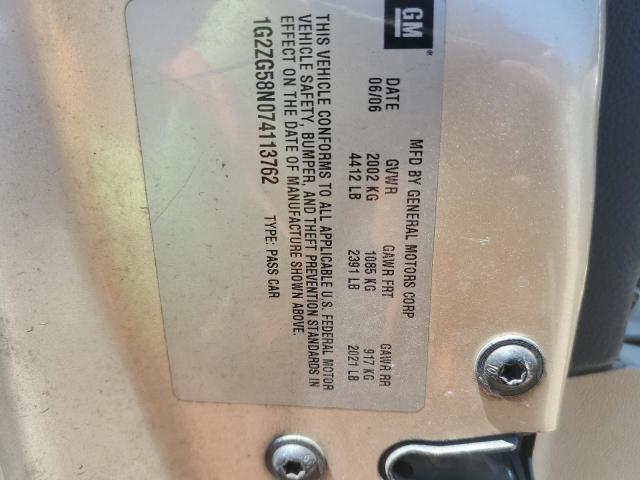 GM®
MFD BY GENERAL MOTORS CORP
DATE GVWR GAWR FRT GAWR RR
06/06 2002 KG 1085 KG 917 KG
4412 LB 2391 LB 2021 LB
THIS VEHICLE CONFORMS TO ALL APPLICABLE U.S. FEDERAL MOTOR
VEHICLE SAFETY, BUMPER, AND THEFT PREVENTION STANDARDS IN
EFFECT ON THE DATE OF MANUFACTURE SHOWN ABOVE.
1G2ZG58N074113762 TYPE: PASS CAR